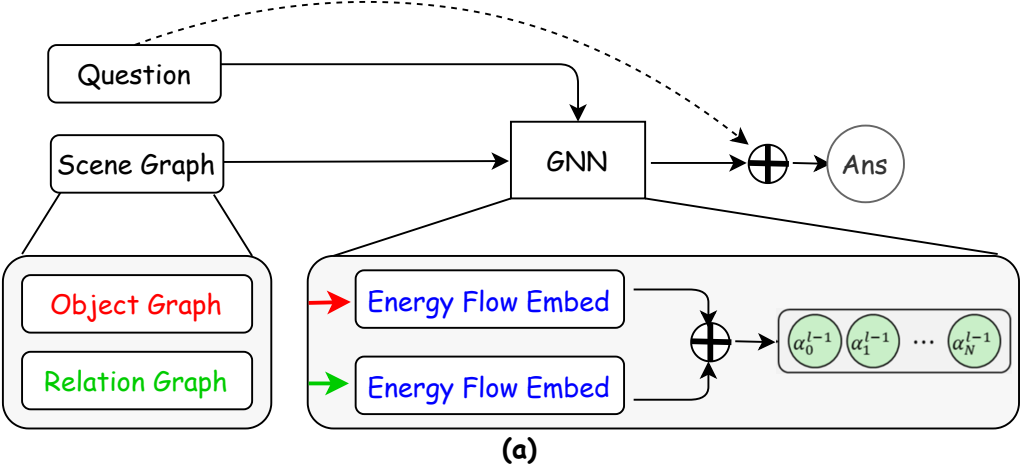 Question
Scene Graph
GNN
Ans
Object Graph
Relation Graph
Energy Flow Embed
Energy Flow Embed
α₀ˡ⁻¹ α₁ˡ⁻¹ ⋯ α_Nˡ⁻¹
(a)